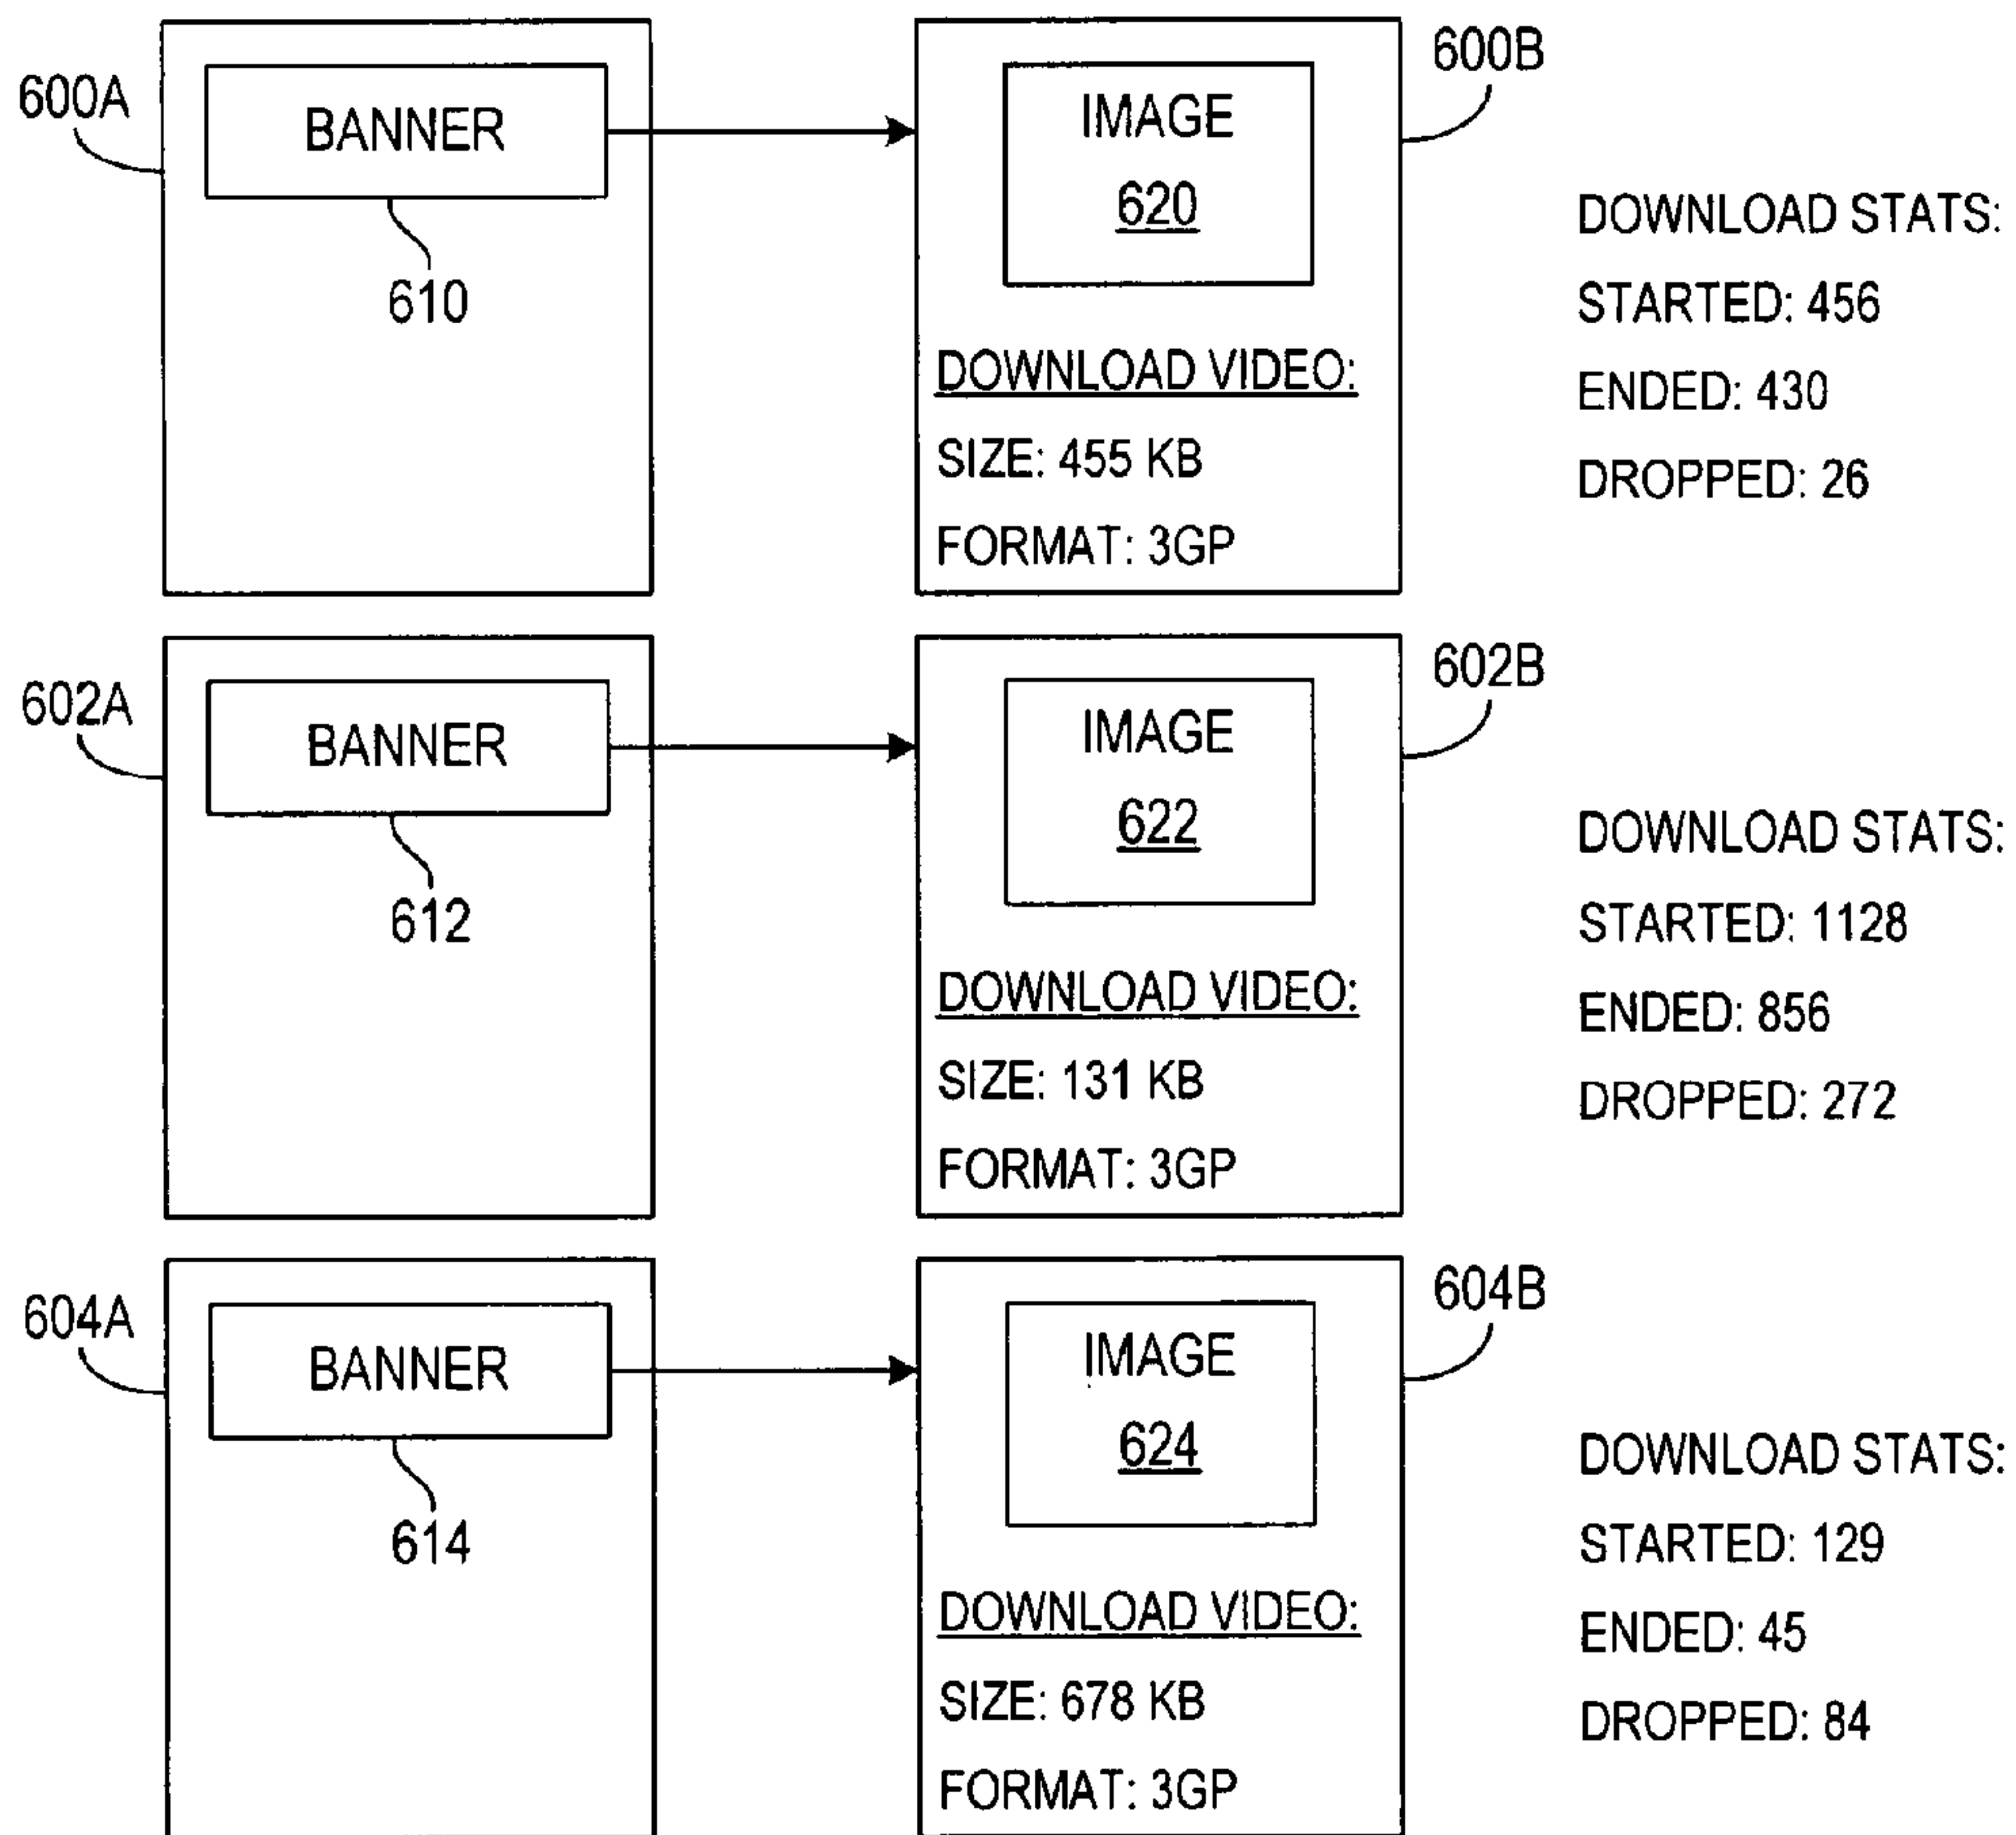 600A
BANNER
610
IMAGE
620
600B
DOWNLOAD VIDEO:
SIZE: 455 KB
FORMAT: 3GP
DOWNLOAD STATS:
STARTED: 456
ENDED: 430
DROPPED: 26
602A
BANNER
612
IMAGE
622
602B
DOWNLOAD VIDEO:
SIZE: 131 KB
FORMAT: 3GP
DOWNLOAD STATS:
STARTED: 1128
ENDED: 856
DROPPED: 272
604A
BANNER
614
IMAGE
624
604B
DOWNLOAD VIDEO:
SIZE: 678 KB
FORMAT: 3GP
DOWNLOAD STATS:
STARTED: 129
ENDED: 45
DROPPED: 84